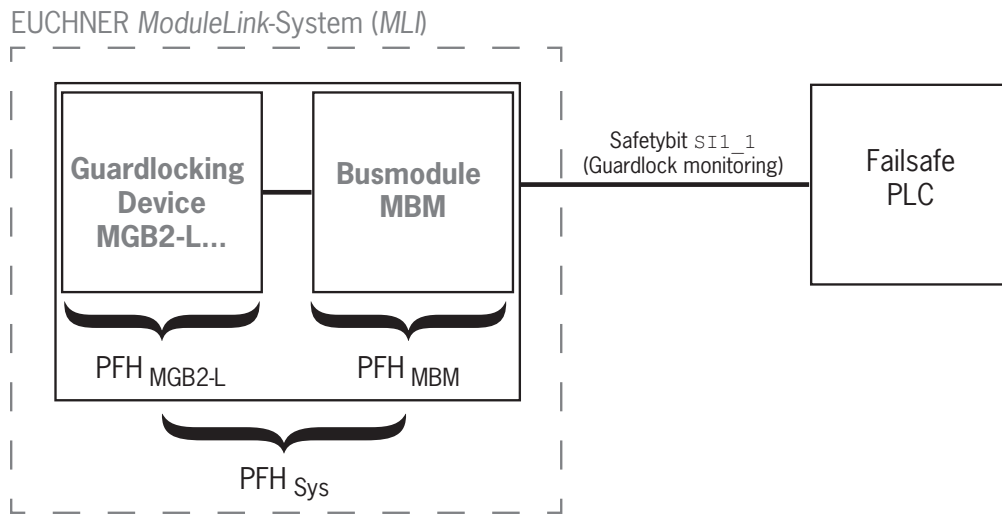 EUCHNER ModuleLink-System (MLI)
Guardlocking
Device
MGB2-L...
Busmodule
MBM
Safetybit SI1_1
(Guardlock monitoring)
Failsafe
PLC
PFH MGB2-L
PFH MBM
PFH Sys